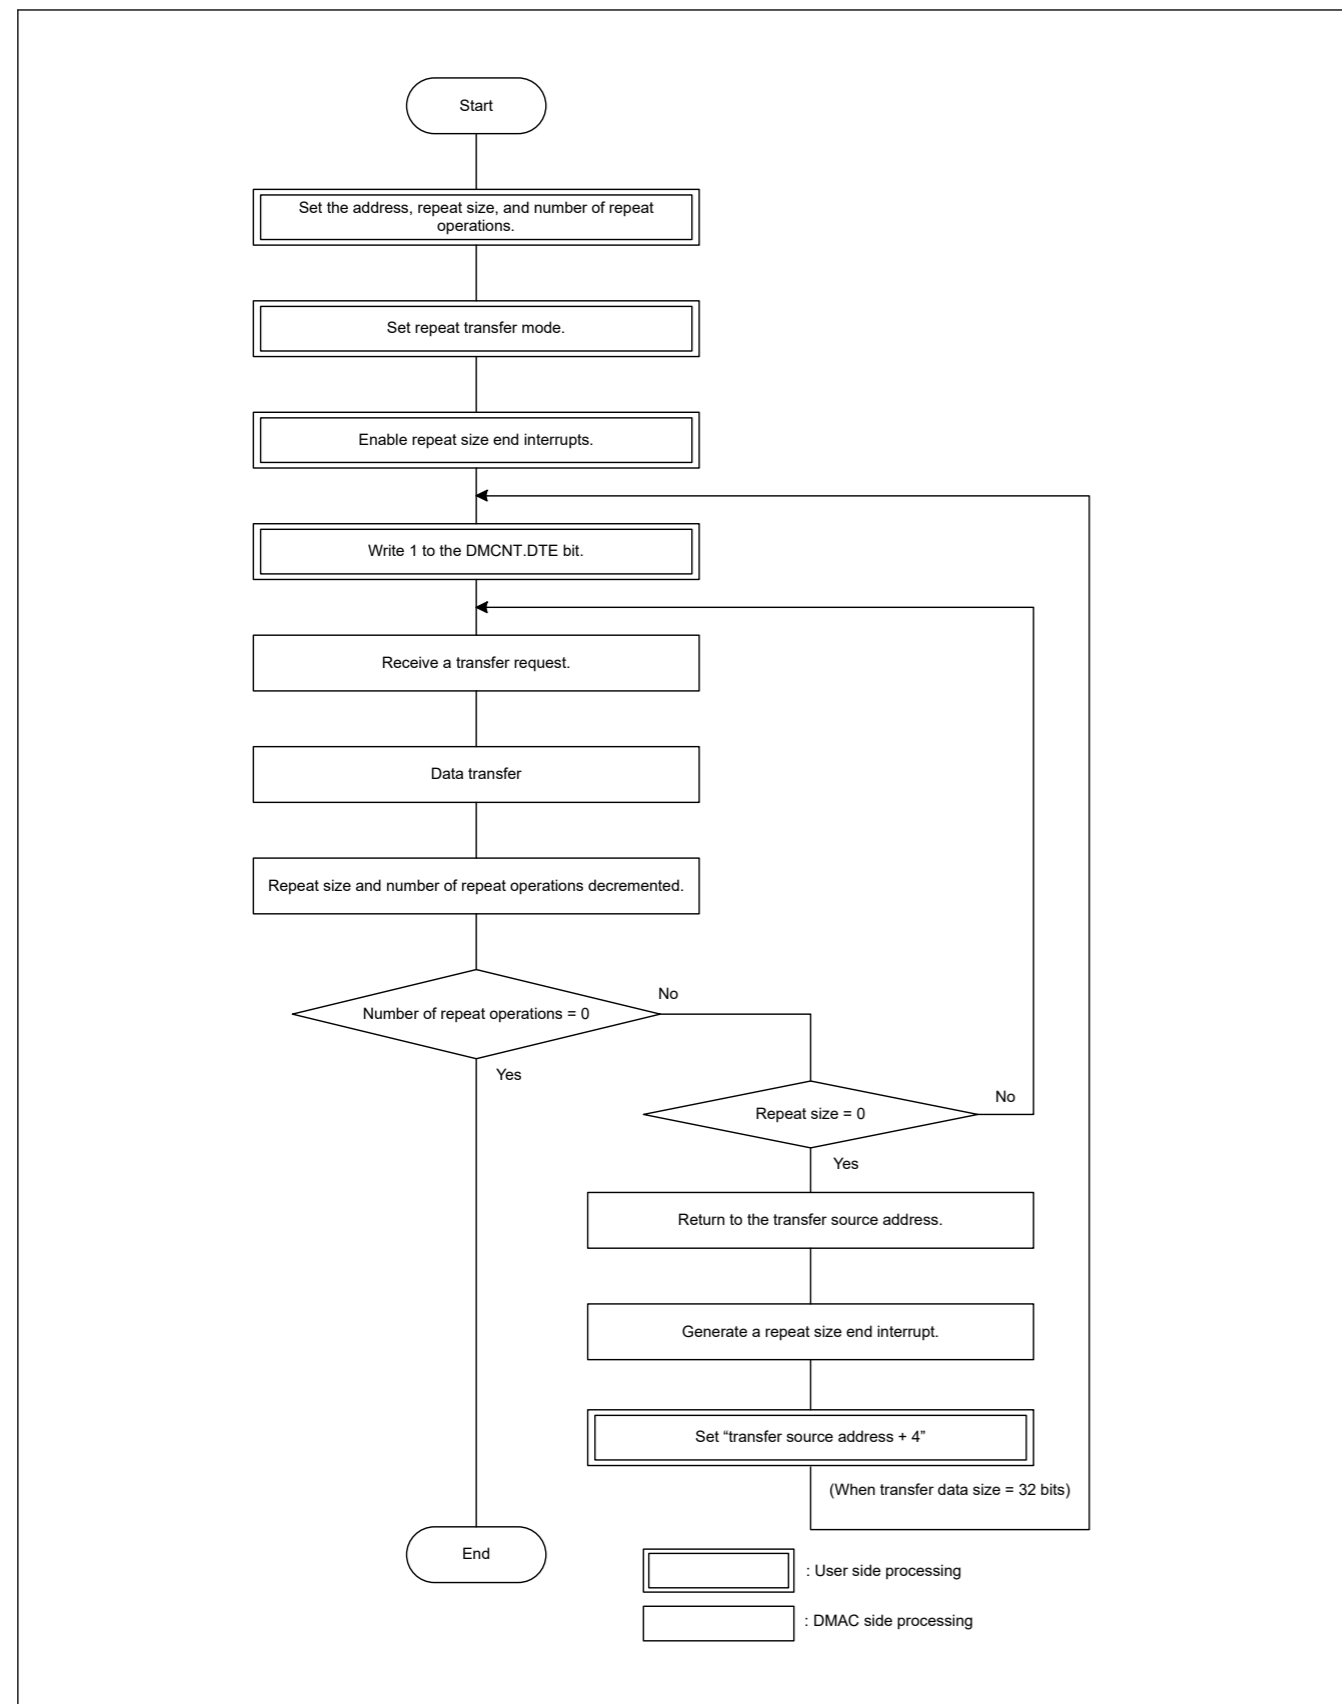 Start
Set the address, repeat size, and number of repeat
operations.
Set repeat transfer mode.
Enable repeat size end interrupts.
Write 1 to the DMCNT.DTE bit.
Receive a transfer request.
Data transfer
Repeat size and number of repeat operations decremented.
Number of repeat operations = 0
No
Yes
Repeat size = 0
No
Yes
Return to the transfer source address.
Generate a repeat size end interrupt.
Set “transfer source address + 4”
(When transfer data size = 32 bits)
End
: User side processing
: DMAC side processing